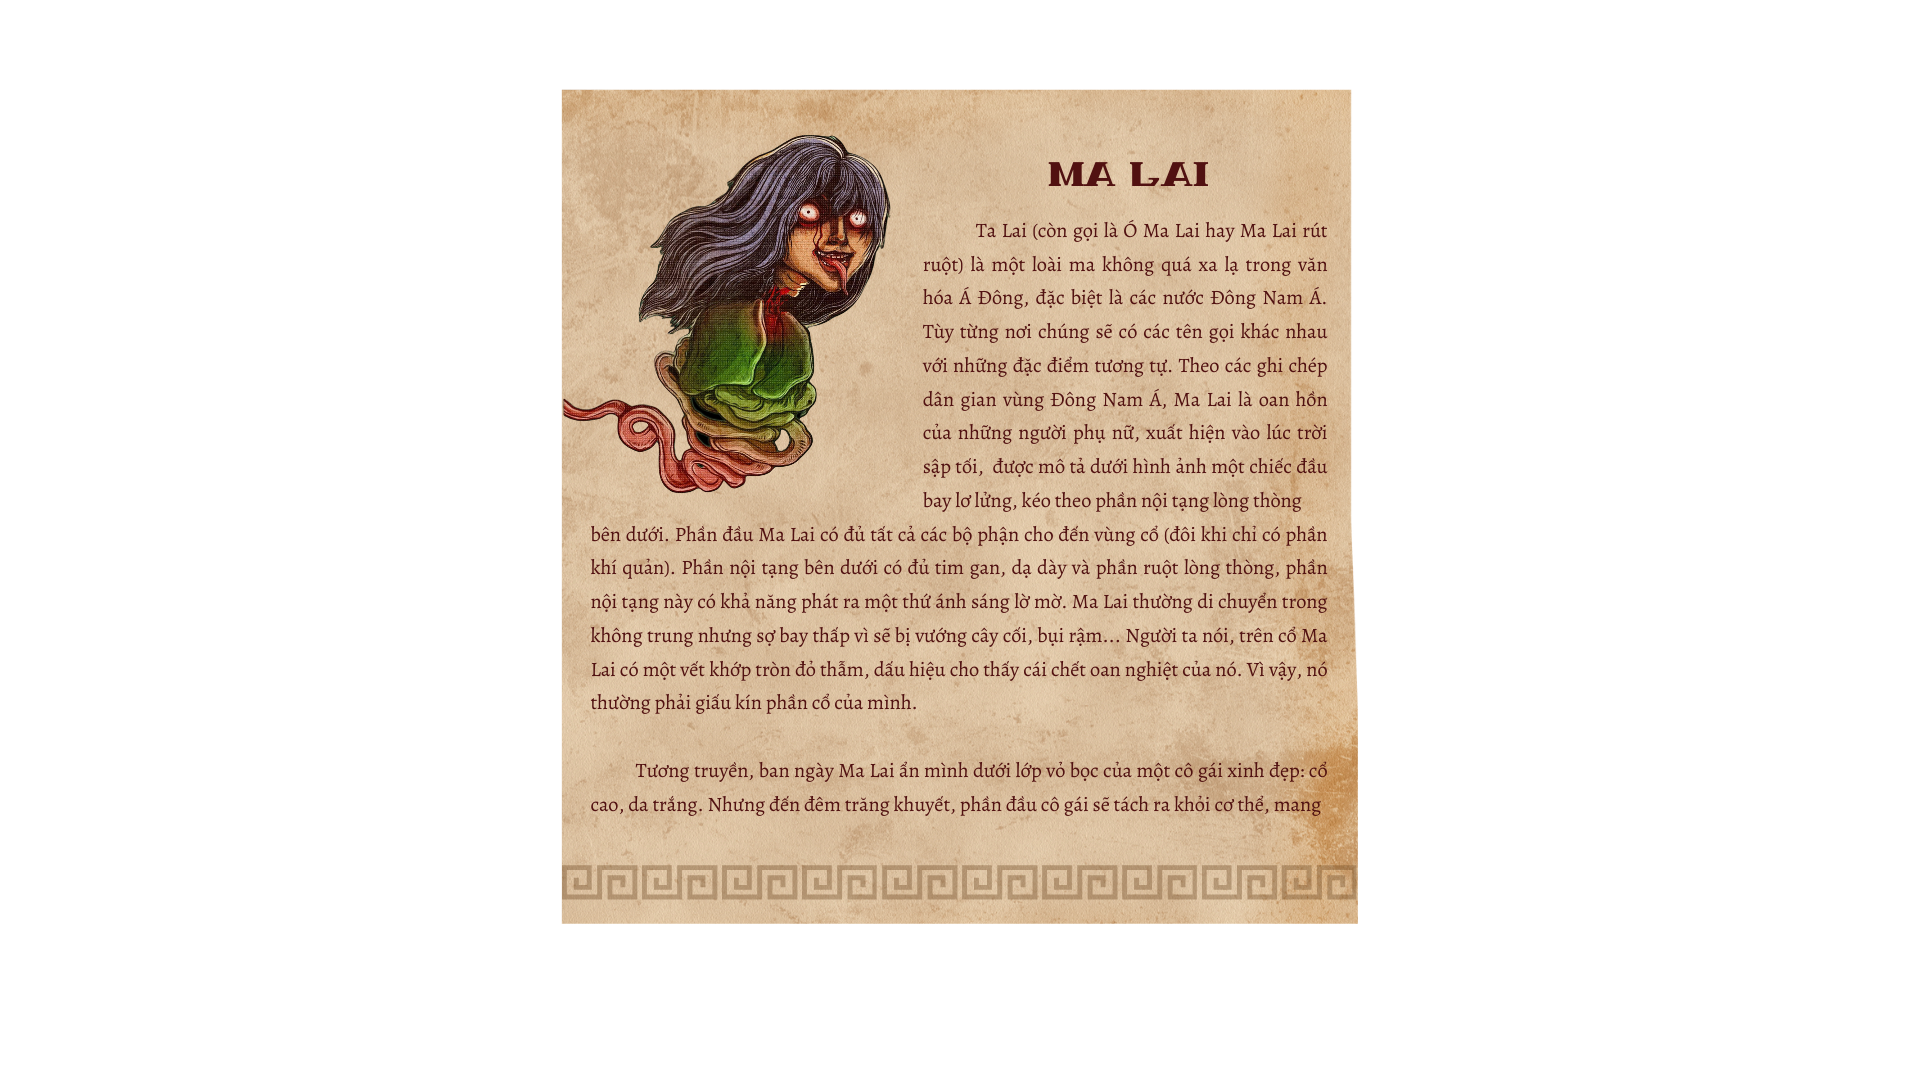 MA LAI
Ta Lai (còn gọi là Ó Ma Lai hay Ma Lai rút
ruột) là một loài ma không quá xa lạ trong văn
hóa Á Đông, đặc biệt là các nước Đông Nam Á.
Tùy từng nơi chúng sẽ có các tên gọi khác nhau
với những đặc điểm tương tự. Theo các ghi chép
dân gian vùng Đông Nam Á, Ma Lai là oan hồn
của những người phụ nữ, xuất hiện vào lúc trời
sập tối, được mô tả dưới hình ảnh một chiếc đầu
bay lơ lửng, kéo theo phần nội tạng lòng thòng
bên dưới. Phần đầu Ma Lai có đủ tất cả các bộ phận cho đến vùng cổ (đôi khi chỉ có phần
khí quản). Phần nội tạng bên dưới có đủ tim gan, dạ dày và phần ruột lòng thòng, phần
nội tạng này có khả năng phát ra một thứ ánh sáng lờ mờ. Ma Lai thường di chuyển trong
không trung nhưng sợ bay thấp vì sẽ bị vướng cây cối, bụi rậm... Người ta nói, trên cổ Ma
Lai có một vết khớp tròn đỏ thẫm, dấu hiệu cho thấy cái chết oan nghiệt của nó. Vì vậy, nó
thường phải giấu kín phần cổ của mình.
Tương truyền, ban ngày Ma Lai ẩn mình dưới lớp vỏ bọc của một cô gái xinh đẹp: cổ
cao, da trắng. Nhưng đến đêm trăng khuyết, phần đầu cô gái sẽ tách ra khỏi cơ thể, mang